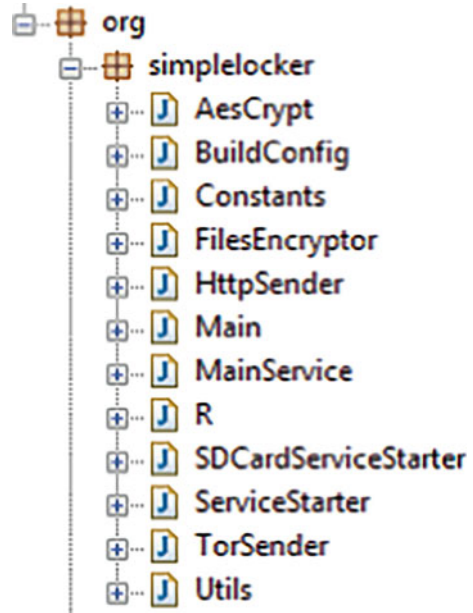 org
simplelocker
AesCrypt
BuildConfig
Constants
FilesEncryptor
HttpSender
Main
MainService
R
SDCardServiceStarter
ServiceStarter
TorSender
Utils